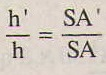 h'/h = SA'/SA